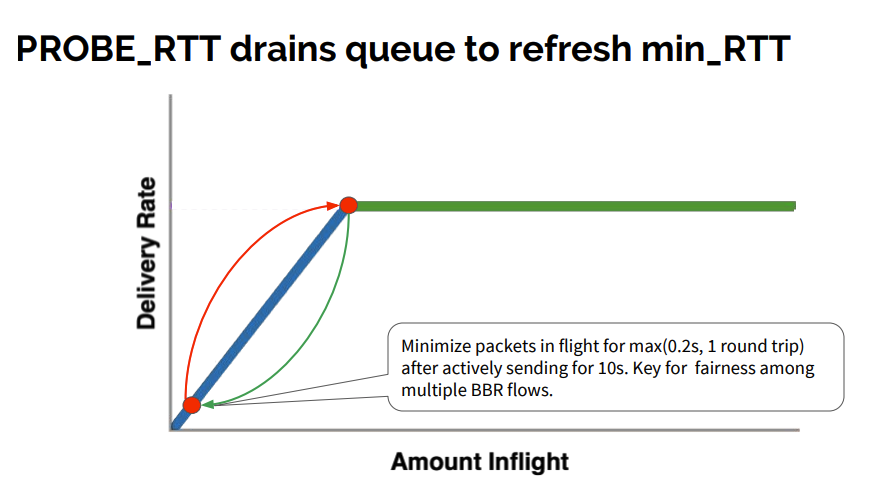 PROBE_RTT drains queue to refresh min_RTT
Delivery Rate
Minimize packets in flight for max(0.2s, 1 round trip)
after actively sending for 10s. Key for fairness among
multiple BBR flows.
Amount Inflight